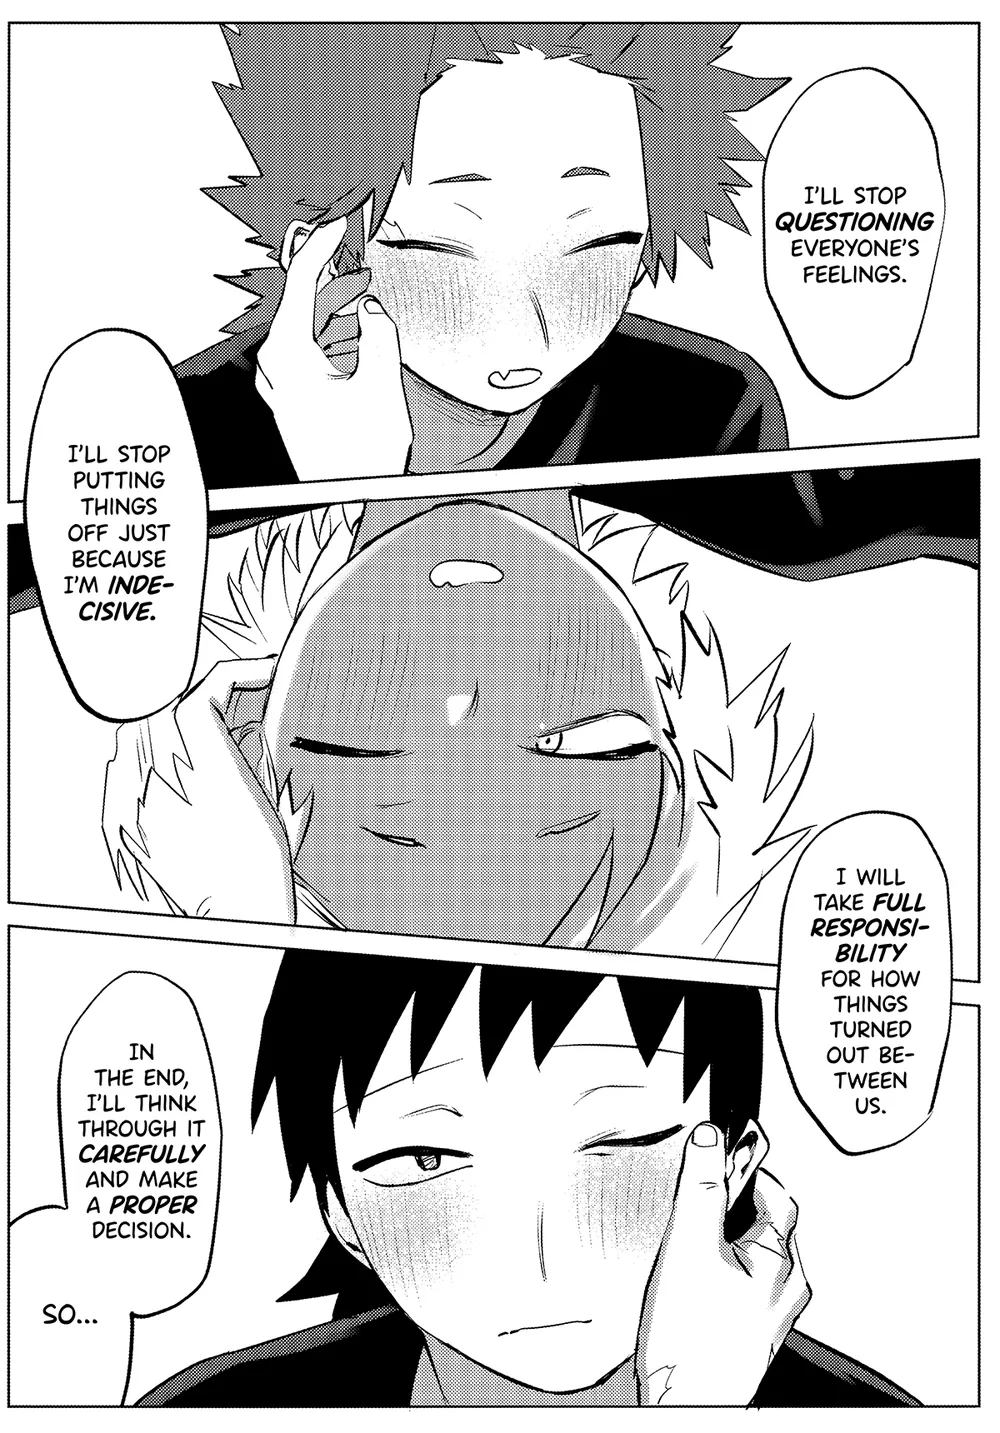 I'LL STOP
QUESTIONING
EVERYONE'S
FEELINGS.
I'LL STOP
PUTTING
THINGS
OFF JUST
BECAUSE
I'M INDE-
CISIVE.
I WILL
TAKE FULL
RESPONSI-
BILITY
FOR HOW
THINGS
TURNED
OUT BE-
TWEEN
US.
IN
THE END,
I'LL THINK
THROUGH IT
CAREFULLY
AND MAKE
A PROPER
DECISION.
SO...